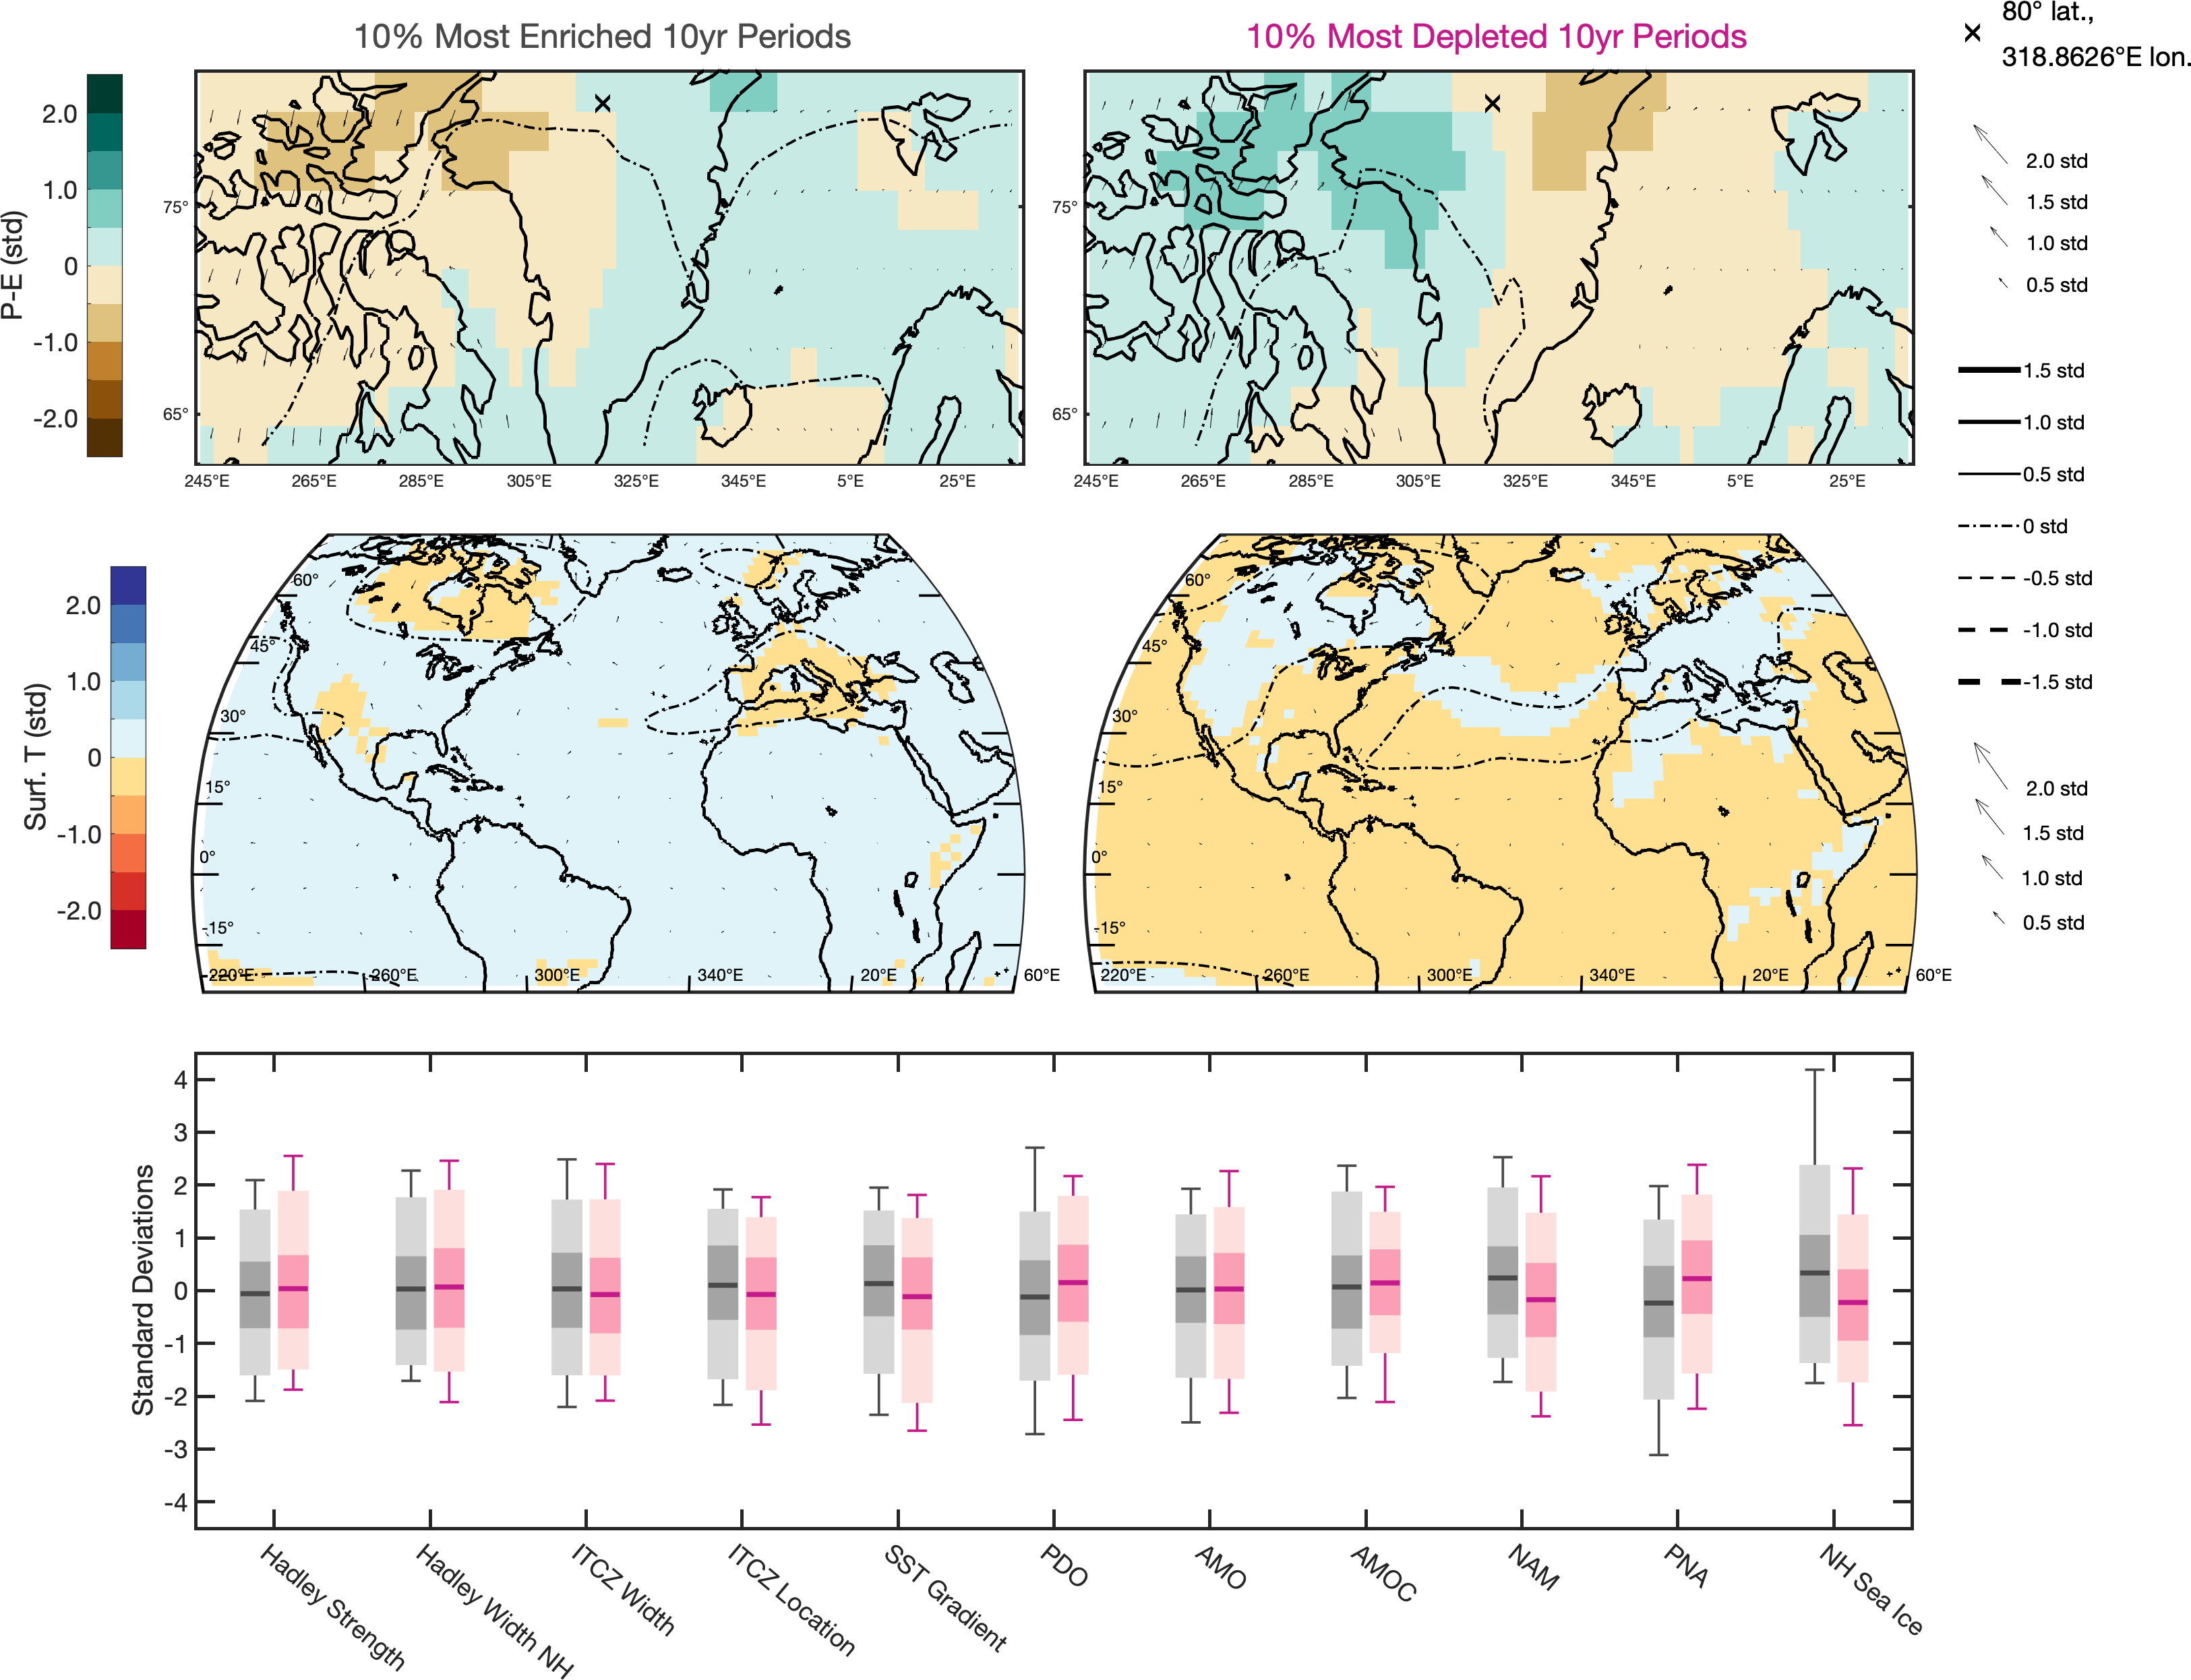 10% Most Enriched 10yr Periods
10% Most Depleted 10yr Periods
80° lat.,
318.8626°E lon.
P-E (std)
2.0
1.0
0
-1.0
-2.0
75°
65°
245°E 265°E 285°E 305°E 325°E 345°E 5°E 25°E
75°
65°
245°E 265°E 285°E 305°E 325°E 345°E 5°E 25°E
2.0 std
1.5 std
1.0 std
0.5 std
1.5 std
1.0 std
0.5 std
0 std
-0.5 std
-1.0 std
-1.5 std
Surf. T (std)
2.0
1.0
0
-1.0
-2.0
60°
45°
30°
15°
0°
-15°
220°E 260°E 300°E 340°E 20°E 60°E
60°
45°
30°
15°
0°
-15°
220°E 260°E 300°E 340°E 20°E 60°E
2.0 std
1.5 std
1.0 std
0.5 std
Standard Deviations
4
3
2
1
0
-1
-2
-3
-4
Hadley Strength
Hadley Width NH
ITCZ Width
ITCZ Location
SST Gradient
PDO
AMO
AMOC
NAM
PNA
NH Sea Ice